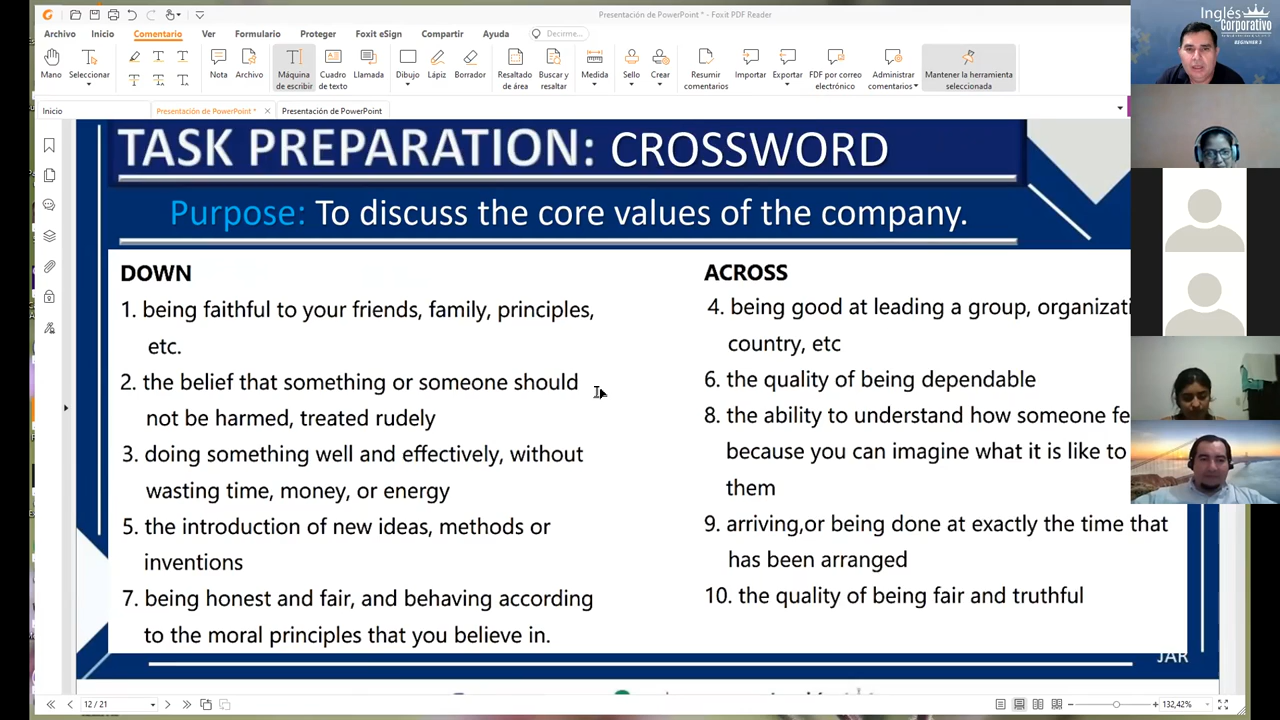 Presentación de PowerPoint * - Foxit PDF Reader
Archivo Inicio Comentario Ver Formulario Proteger Foxit eSign Compartir Ayuda Decirme...
Mano Seleccionar Nota Archivo Máquina de escribir Cuadro de texto Llamada Dibujo Lápiz Borrador Resaltado de área Buscar y resaltar Medida Sello Crear Resumir comentarios Importar Exportar PDF por correo electrónico Administrar comentarios Mantener la herramienta seleccionada
Inicio Presentación de PowerPoint * Presentación de PowerPoint
Inglés
Corporativo
BEGINNER 2
TASK PREPARATION: CROSSWORD
Purpose: To discuss the core values of the company.
DOWN
1. being faithful to your friends, family, principles,
etc.
2. the belief that something or someone should
not be harmed, treated rudely
3. doing something well and effectively, without
wasting time, money, or energy
5. the introduction of new ideas, methods or
inventions
7. being honest and fair, and behaving according
to the moral principles that you believe in.
ACROSS
4. being good at leading a group, organizati
country, etc
6. the quality of being dependable
8. the ability to understand how someone fe
because you can imagine what it is like to
them
9. arriving,or being done at exactly the time that
has been arranged
10. the quality of being fair and truthful
JAR
12 / 21
132,42%